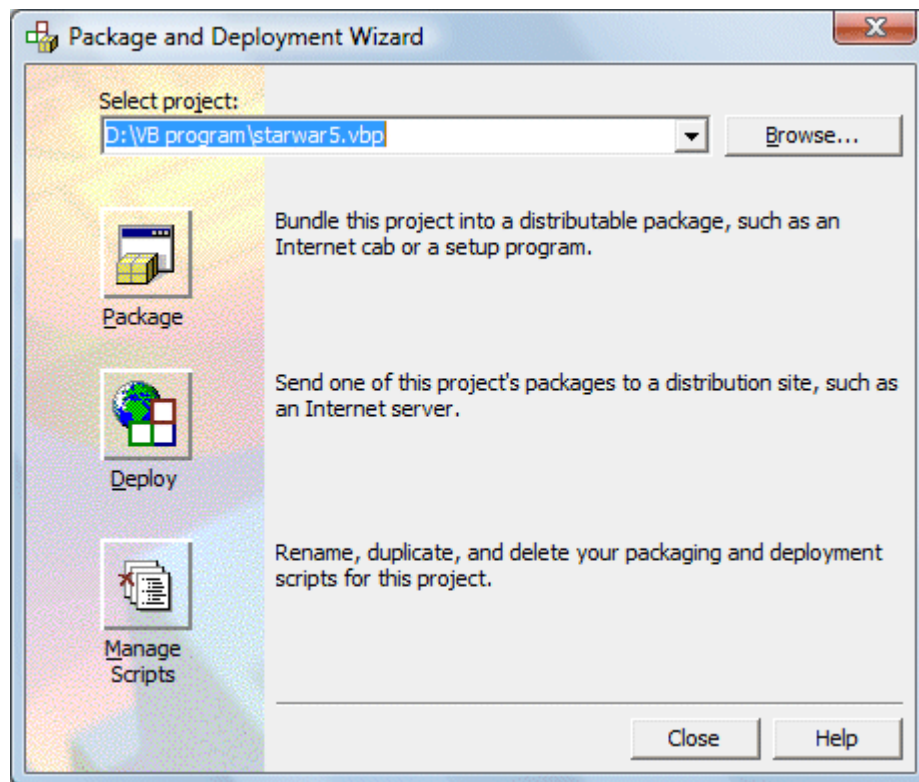 Package and Deployment Wizard
Select project:
D:\VB program\starwar5.vbp
Browse...
Bundle this project into a distributable package, such as an
Internet cab or a setup program.
Package
Send one of this project's packages to a distribution site, such as
an Internet server.
Deploy
Rename, duplicate, and delete your packaging and deployment
scripts for this project.
Manage
Scripts
Close
Help